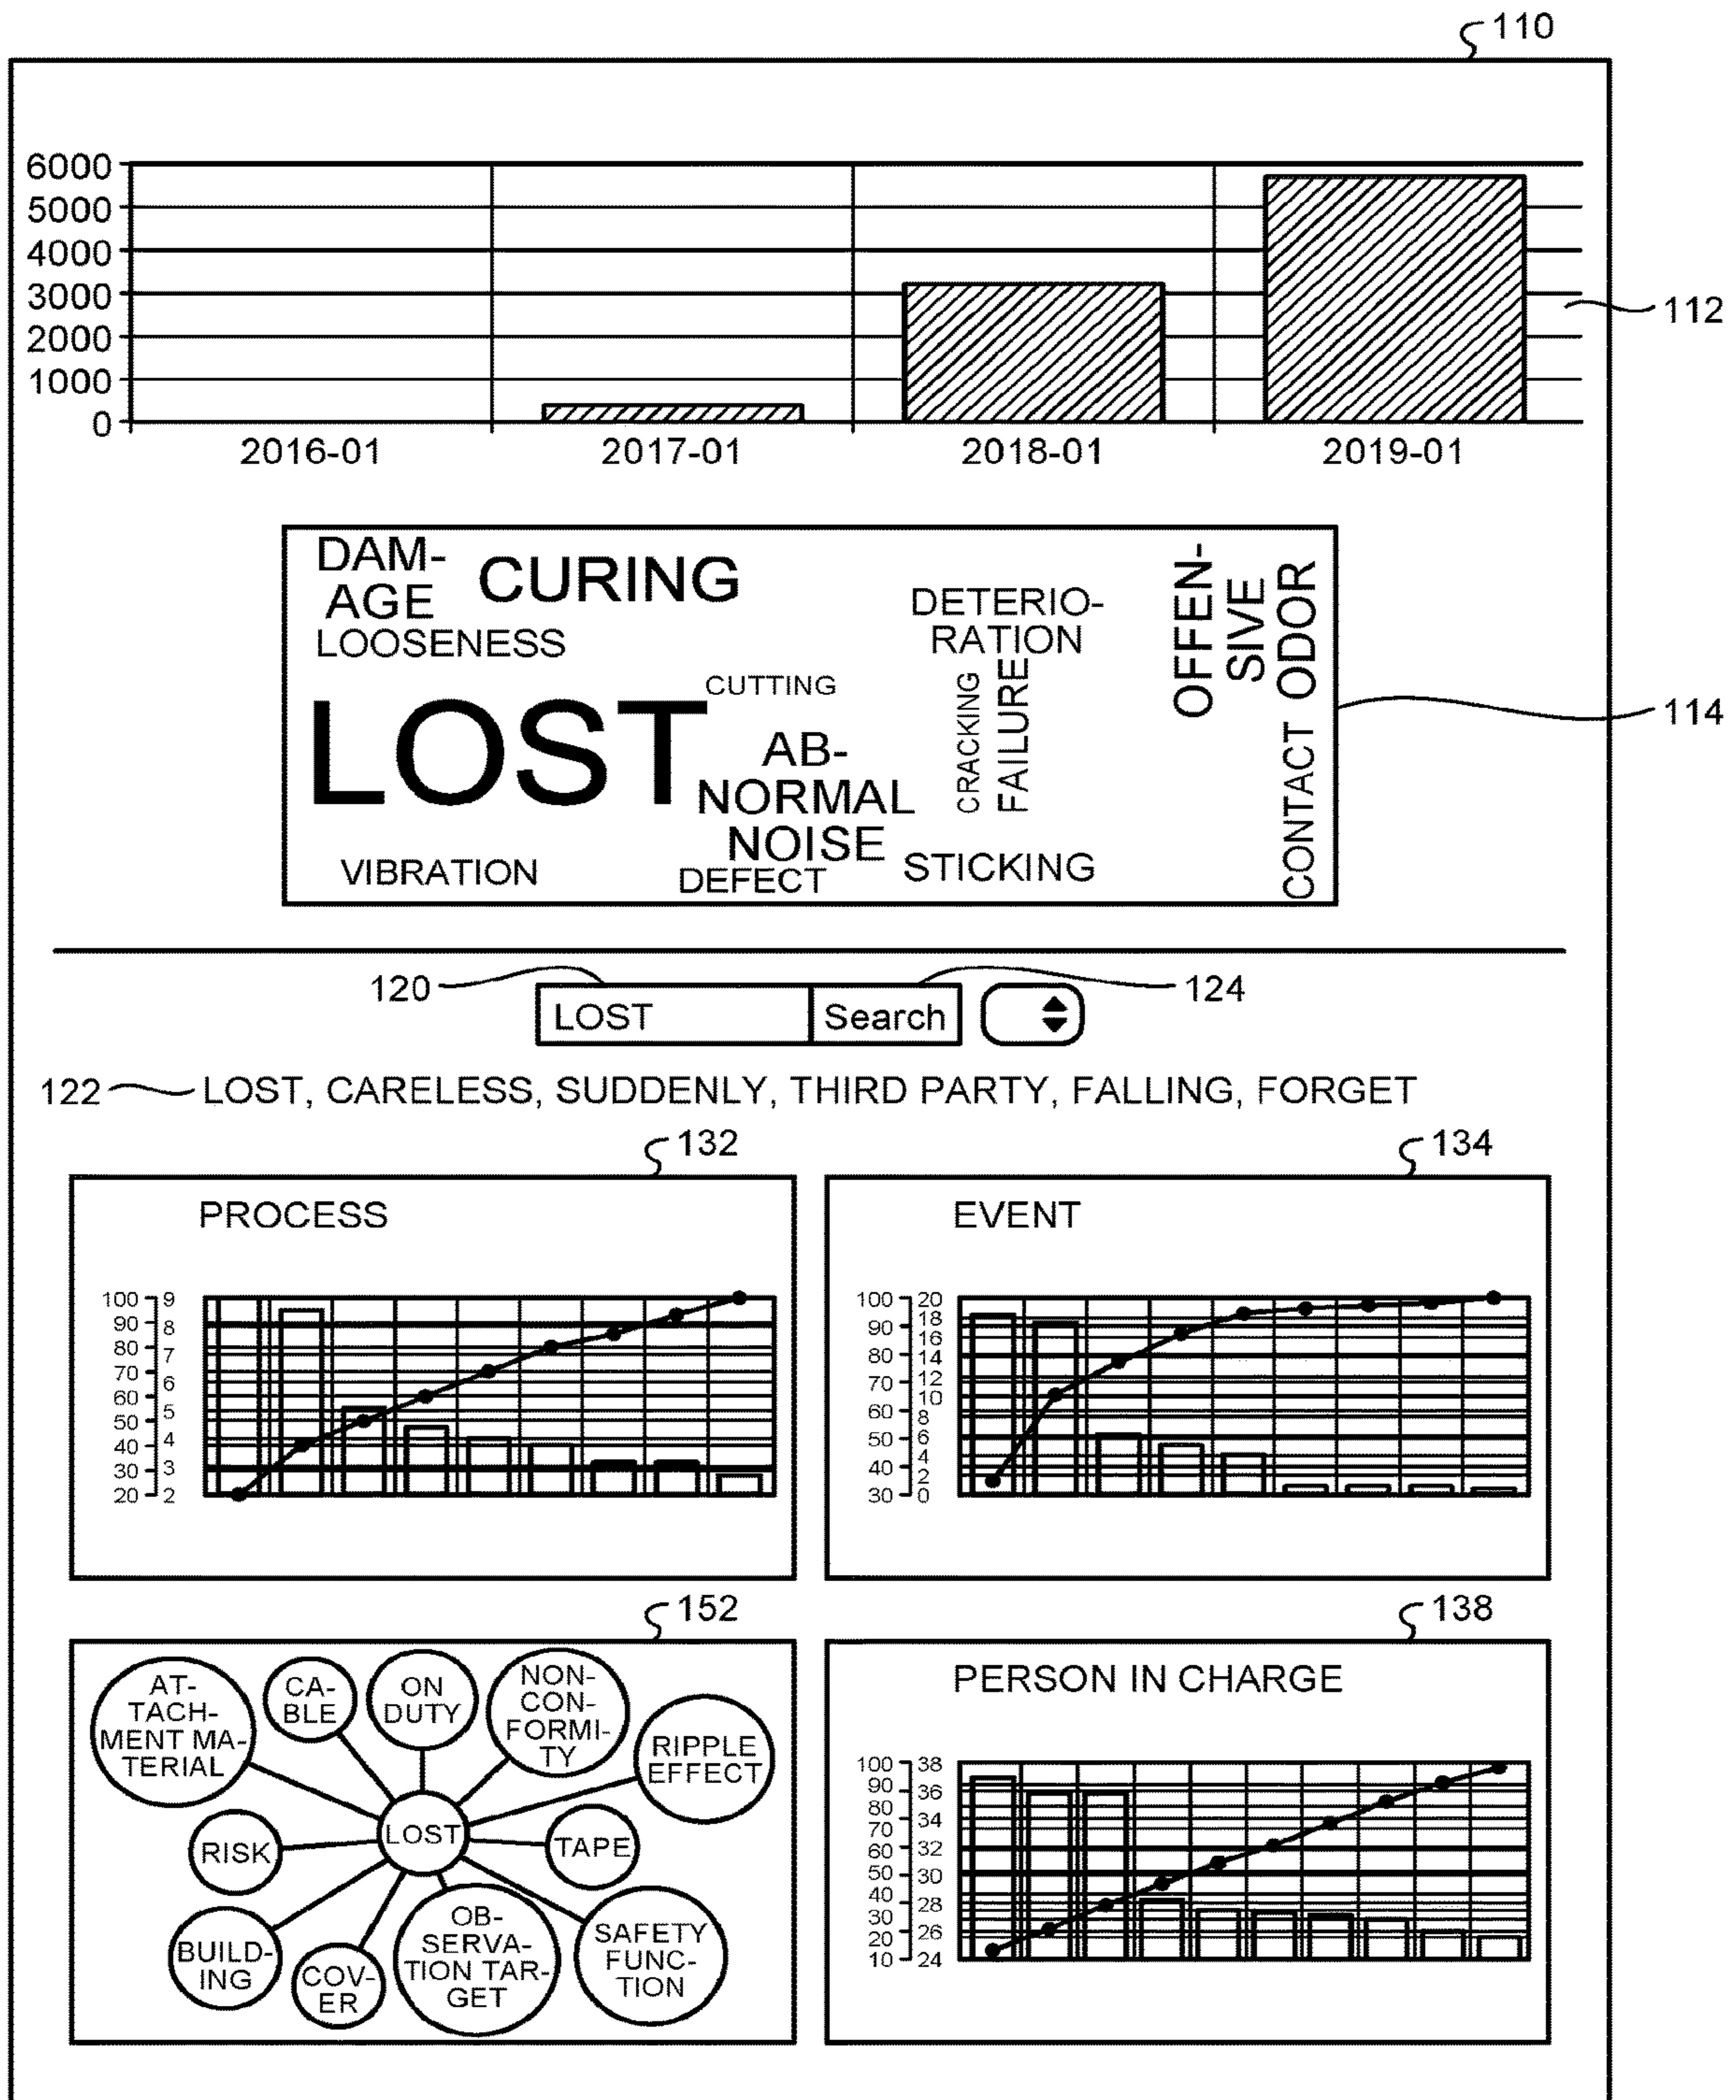 110
6000
5000
4000
3000
2000
1000
0
2016-01 2017-01 2018-01 2019-01
112
DAM-
AGE
CURING
LOOSENESS
DETERIO-
RATION
OFFEN-
SIVE
ODOR
CUTTING
LOST
AB-
NORMAL
NOISE
CRACKING
FAILURE
CONTACT
VIBRATION
DEFECT
STICKING
114
120
LOST
Search
124
122
LOST, CARELESS, SUDDENLY, THIRD PARTY, FALLING, FORGET
132
PROCESS
100 9
90 8
80 7
70 6
60 5
50 4
40 3
30 2
20
134
EVENT
100 20
90 18
80 16
70 14
60 12
50 10
40 8
30 6
4
2
0
152
AT-
TACH-
MENT MA-
TERIAL
CA-
BLE
ON
DUTY
NON-
CON-
FORMI-
TY
RIPPLE
EFFECT
LOST
RISK
TAPE
BUILD-
ING
COV-
ER
OB-
SERVA-
TION TAR-
GET
SAFETY
FUNC-
TION
138
PERSON IN CHARGE
100 38
90 36
80 34
70 32
60 30
50 28
40 26
30 24
20
10